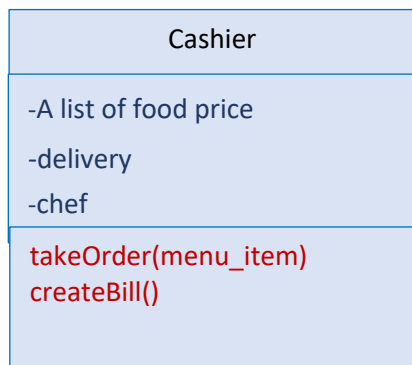 Cashier
-A list of food price
-delivery
-chef
takeOrder(menu_item)
createBill()